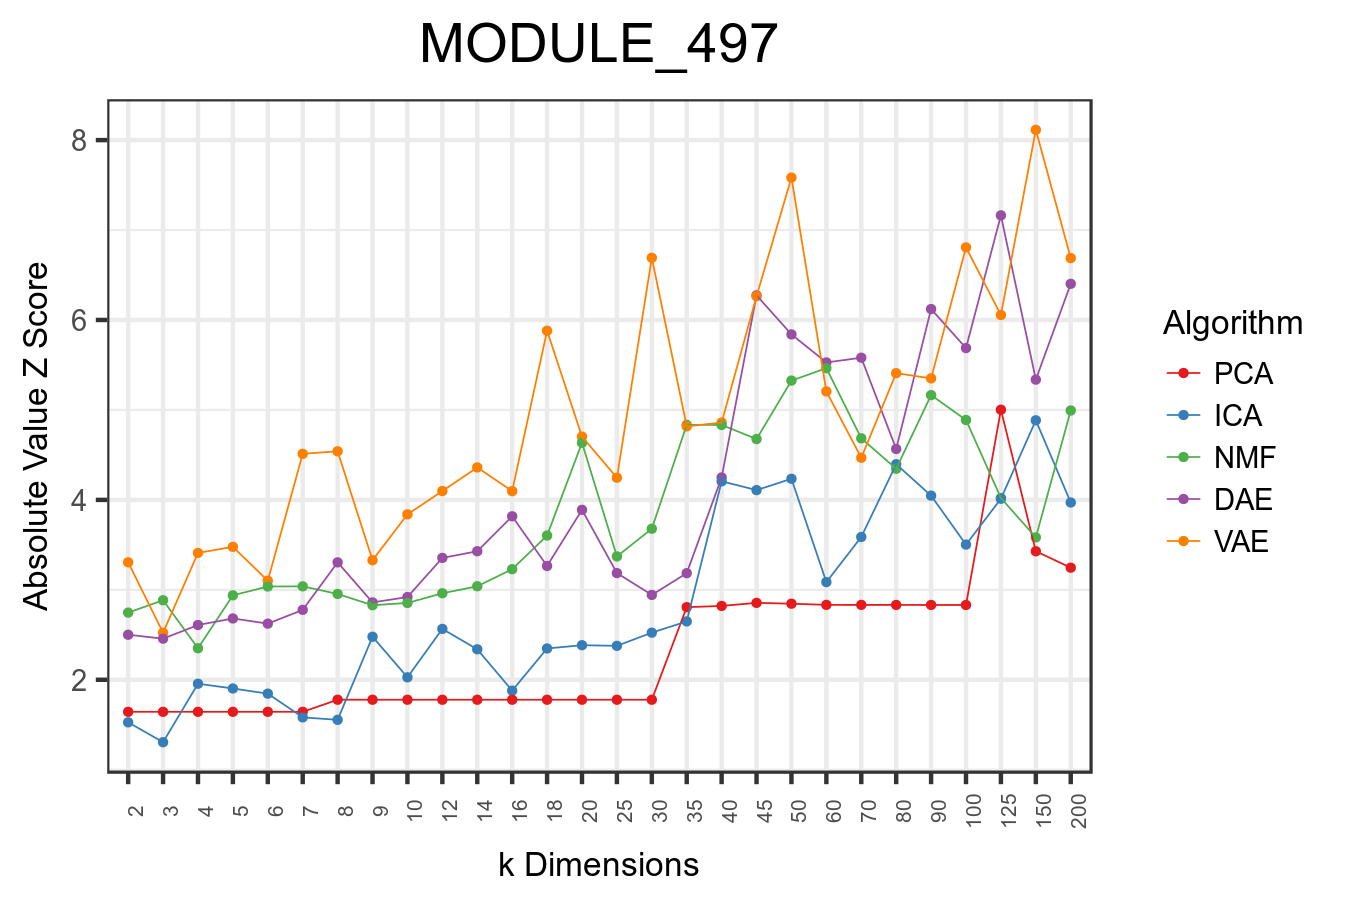 MODULE_497
Absolute Value Z Score
8
6
4
2
2 3 4 5 6 7 8 9 10 12 14 16 18 20 25 30 35 40 45 50 60 70 80 90 100 125 150 200
k Dimensions
Algorithm
PCA
ICA
NMF
DAE
VAE